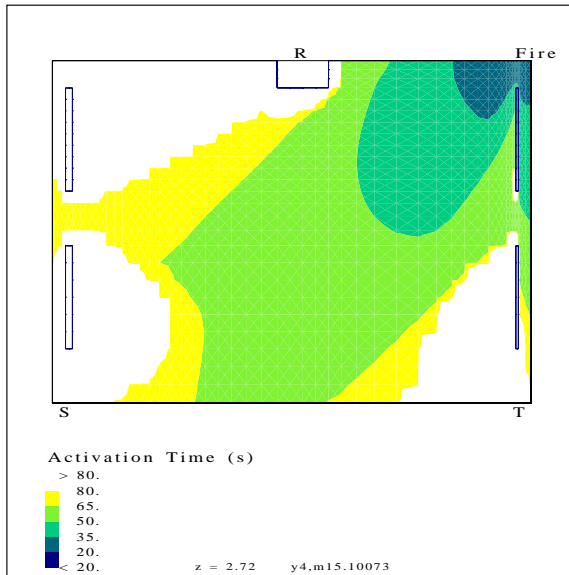 R Fire
S T
Activation Time (s)
> 80.
80.
65.
50.
35.
20.
< 20.
z = 2.72 y4,m15.10073